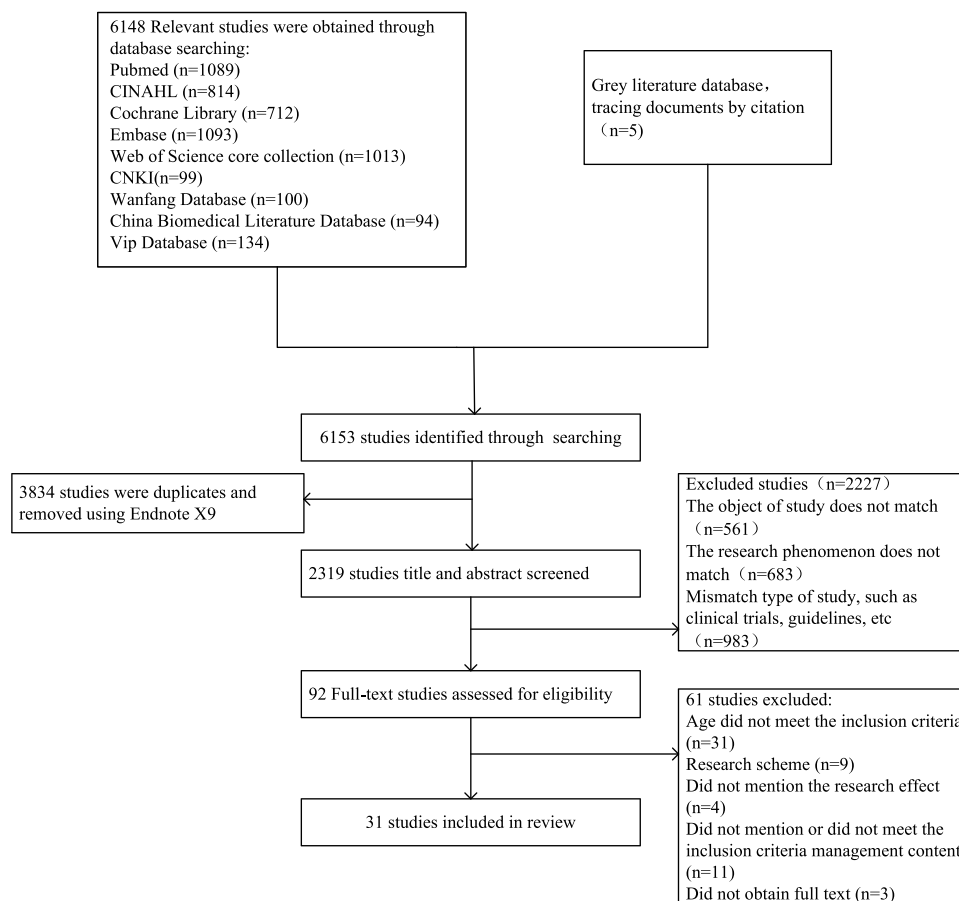 6148 Relevant studies were obtained through
database searching:
Pubmed (n=1089)
CINAHL (n=814)
Cochrane Library (n=712)
Embase (n=1093)
Web of Science core collection (n=1013)
CNKI(n=99)
Wanfang Database (n=100)
China Biomedical Literature Database (n=94)
Vip Database (n=134)
Grey literature database，
tracing documents by citation
（n=5)
6153 studies identified through searching
3834 studies were duplicates and
removed using Endnote X9
Excluded studies（n=2227）
The object of study does not match
（n=561）
The research phenomenon does not
match（n=683）
Mismatch type of study, such as
clinical trials, guidelines, etc
（n=983）
2319 studies title and abstract screened
92 Full-text studies assessed for eligibility
61 studies excluded:
Age did not meet the inclusion criteria
(n=31)
Research scheme (n=9)
Did not mention the research effect
(n=4)
Did not mention or did not meet the
inclusion criteria management content
(n=11)
Did not obtain full text (n=3)
31 studies included in review